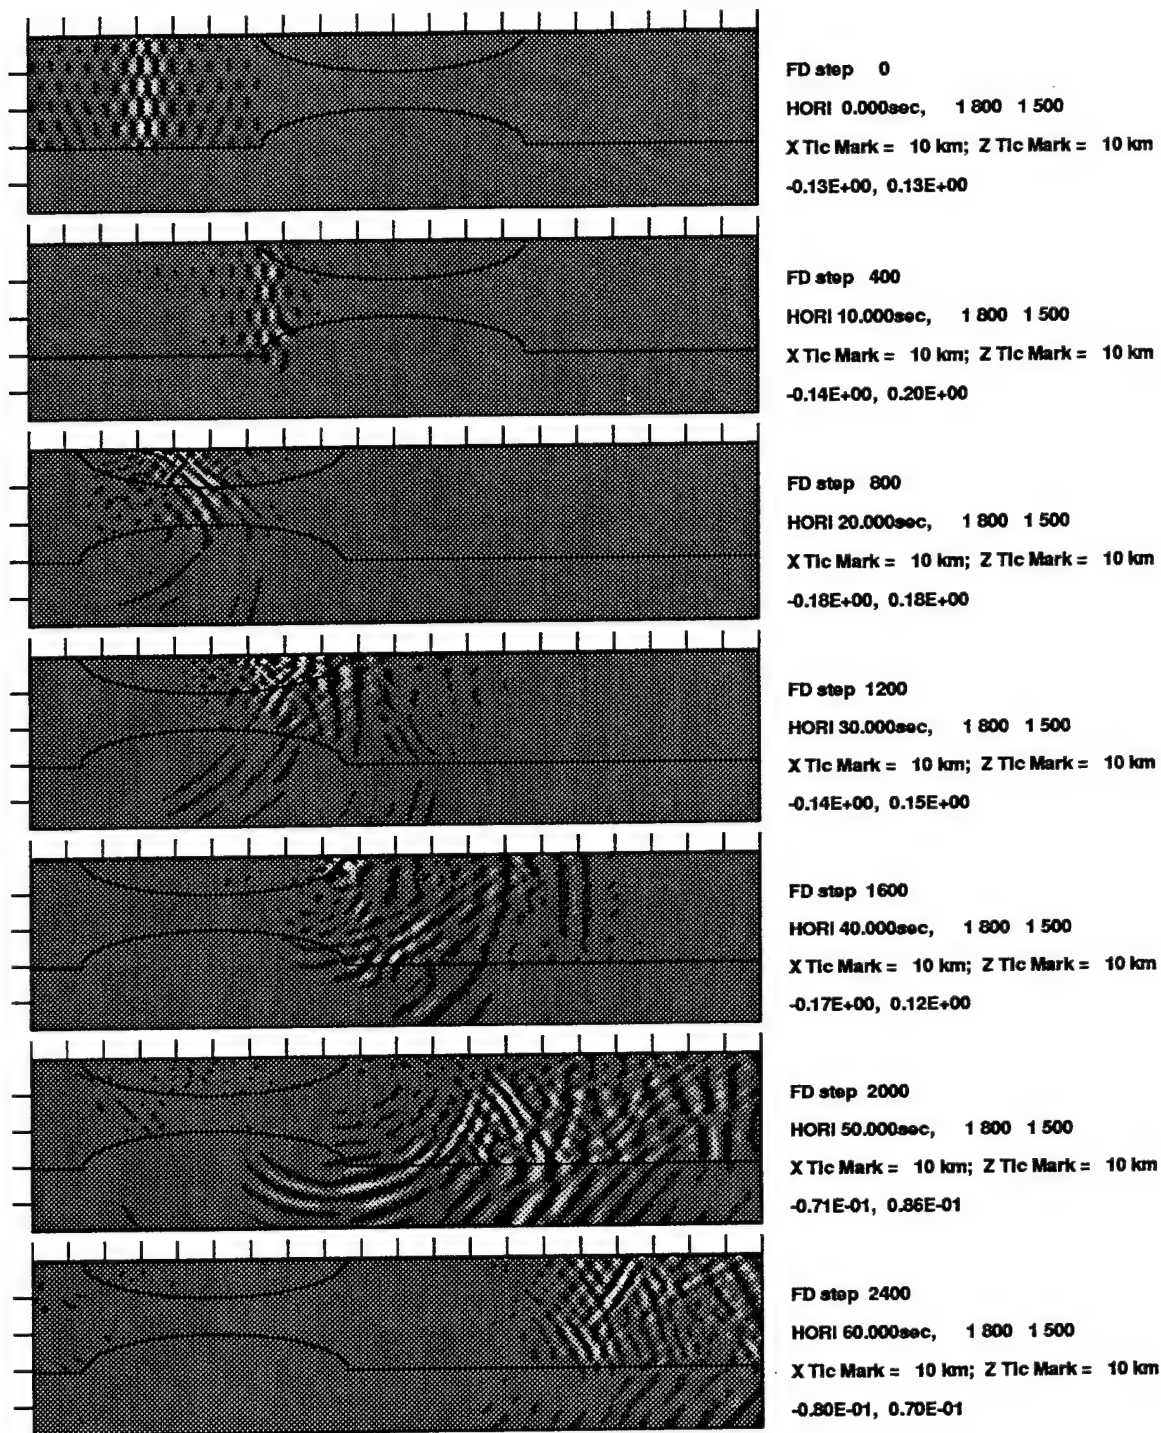 FD step 0
HORI 0.000sec, 1 800 1 500
X Tic Mark = 10 km; Z Tic Mark = 10 km
-0.13E+00, 0.13E+00
FD step 400
HORI 10.000sec, 1 800 1 500
X Tic Mark = 10 km; Z Tic Mark = 10 km
-0.14E+00, 0.20E+00
FD step 800
HORI 20.000sec, 1 800 1 500
X Tic Mark = 10 km; Z Tic Mark = 10 km
-0.18E+00, 0.18E+00
FD step 1200
HORI 30.000sec, 1 800 1 500
X Tic Mark = 10 km; Z Tic Mark = 10 km
-0.14E+00, 0.15E+00
FD step 1600
HORI 40.000sec, 1 800 1 500
X Tic Mark = 10 km; Z Tic Mark = 10 km
-0.17E+00, 0.12E+00
FD step 2000
HORI 50.000sec, 1 800 1 500
X Tic Mark = 10 km; Z Tic Mark = 10 km
-0.71E-01, 0.86E-01
FD step 2400
HORI 60.000sec, 1 800 1 500
X Tic Mark = 10 km; Z Tic Mark = 10 km
-0.80E-01, 0.70E-01